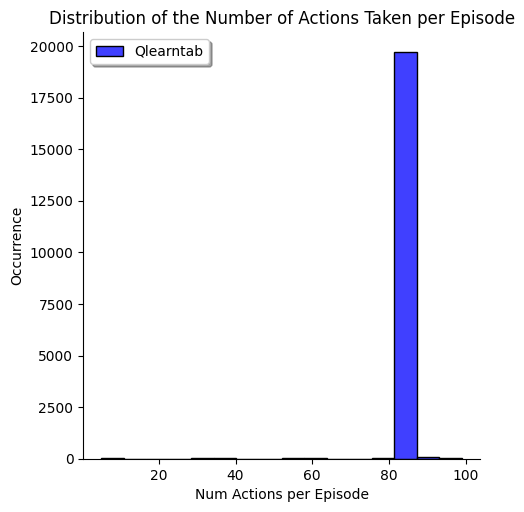 Distribution of the Number of Actions Taken per Episode
Qlearntab
20000
17500
15000
12500
10000
7500
5000
2500
0
Occurrence
20 40 60 80 100
Num Actions per Episode